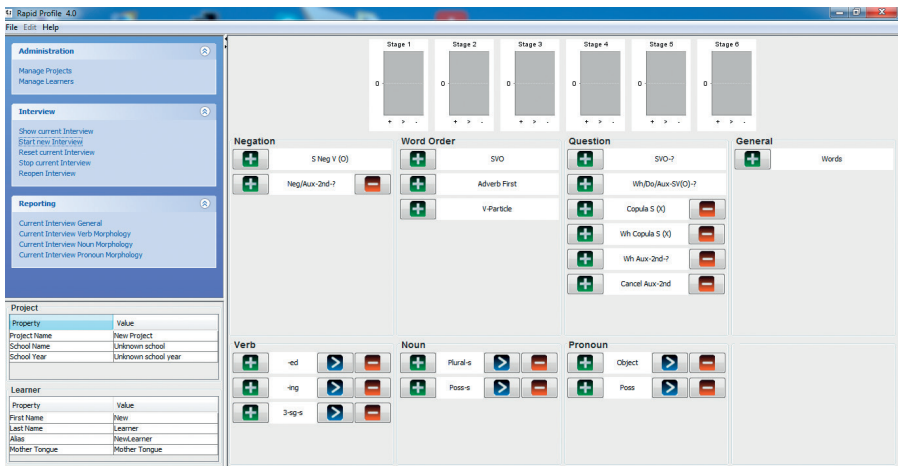 Rapid Profile 4.0
File Edit Help
Administration
Manage Projects
Manage Learners
Interview
Show current Interview
Start new Interview
Reset current Interview
Stop current Interview
Reopen Interview
Reporting
Current Interview General
Current Interview Verb Morphology
Current Interview Noun Morphology
Current Interview Pronoun Morphology
Project
Property Value
Project Name New Project
School Name Unknown school
School Year Unknown school year
Learner
Property Value
First Name New
Last Name Learner
Alias NewLearner
Mother Tongue Mother Tongue
Stage 1 Stage 2 Stage 3 Stage 4 Stage 5 Stage 6
0 0 0 0 0 0
+ > - + > - + > - + > - + > - + > -
Negation
S Neg V (O)
Neg/Aux-2nd-?
Word Order
SVO
Adverb First
V-Particle
Question
SVO-?
Wh/Do/Aux-SV(O)-?
Copula S (X)
Wh Copula S (X)
Wh Aux-2nd-?
Cancel Aux-2nd
General
Words
Verb
-ed
-ing
3-sg-s
Noun
Plural-s
Poss-s
Pronoun
Object
Poss